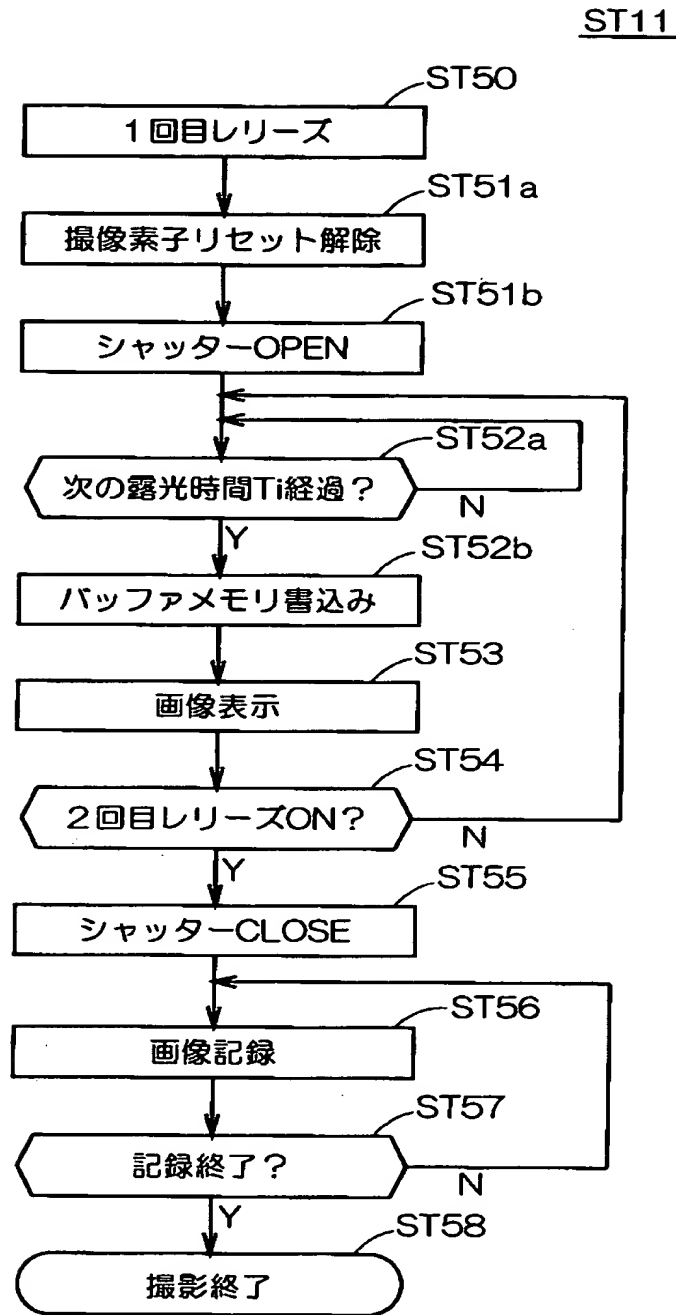 ST11
ST50
1回目レリーズ
ST51a
撮像素子リセット解除
ST51b
シャッターOPEN
ST52a
次の露光時間Ti経過？
N
Y
ST52b
バッファメモリ書込み
ST53
画像表示
ST54
2回目レリーズON？
N
Y
ST55
シャッターCLOSE
ST56
画像記録
ST57
記録終了？
N
Y
ST58
撮影終了